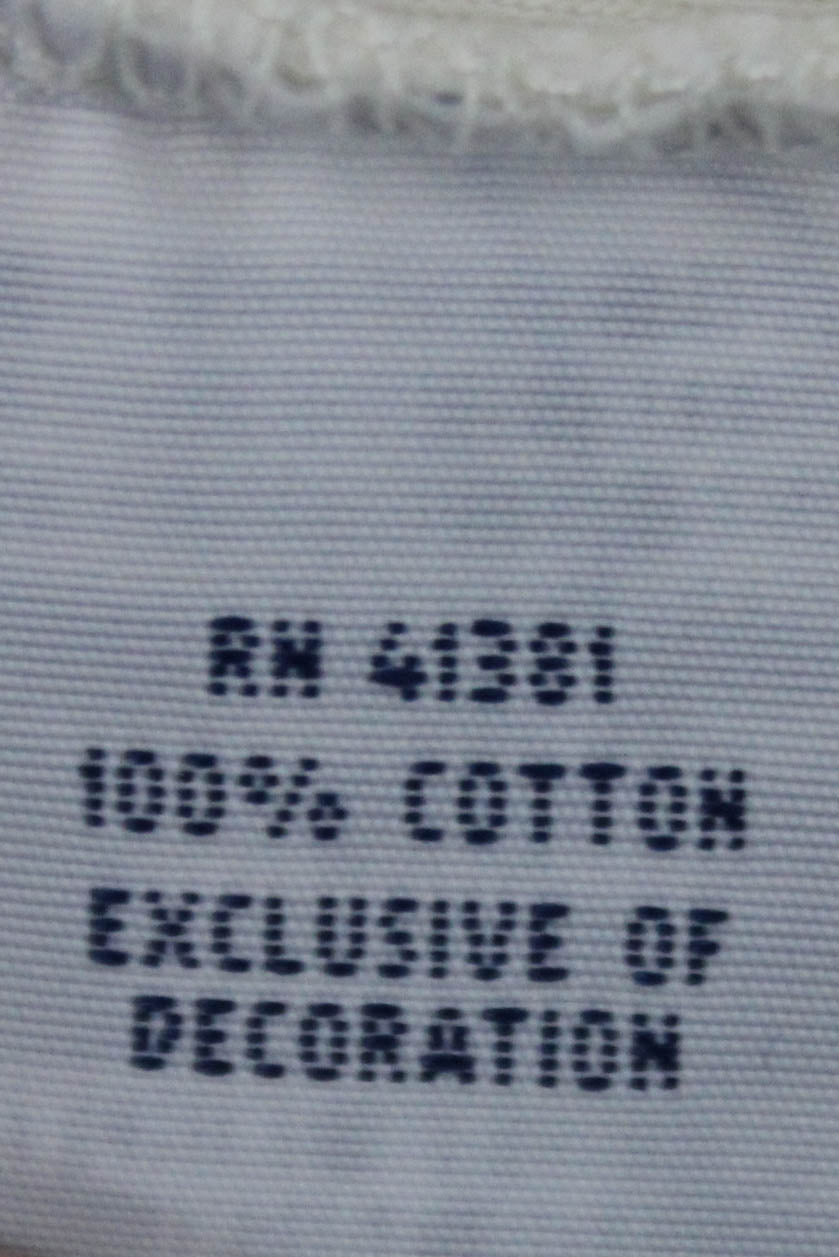 RN 41381
100% COTTON
EXCLUSIVE OF
DECORATION